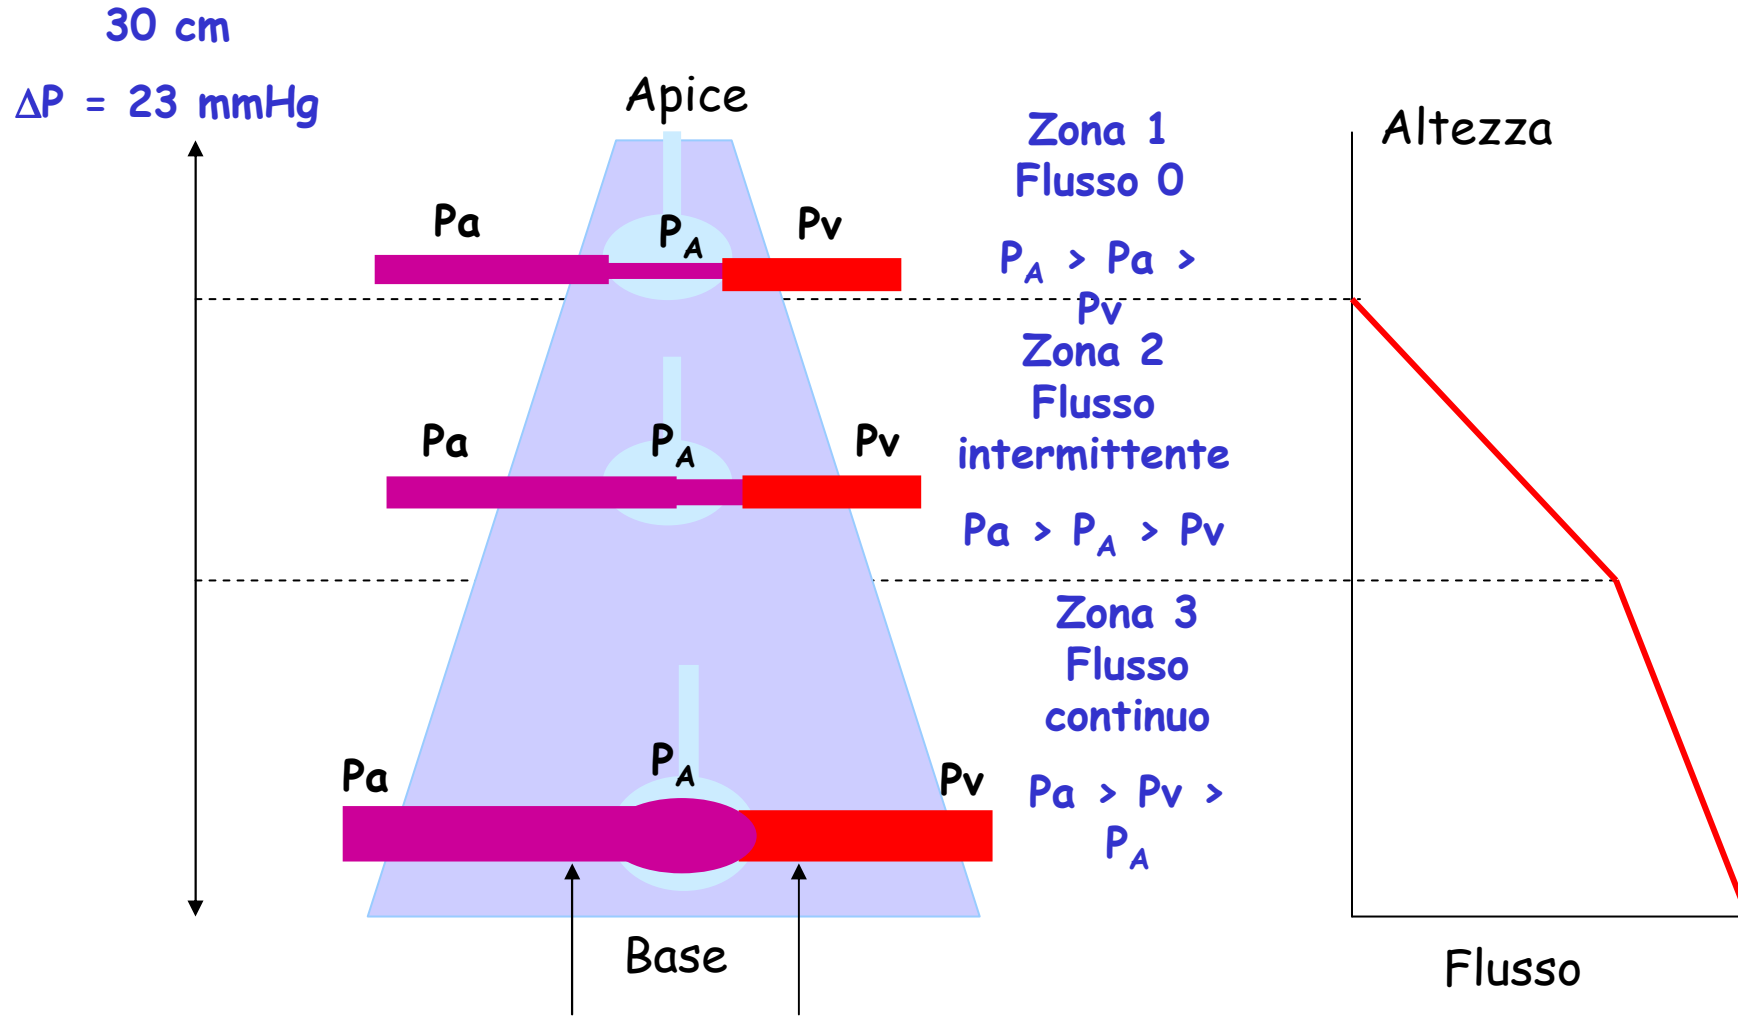 30 cm
ΔP = 23 mmHg
Apice
Zona 1
Flusso 0
Altezza
Pa
PA
Pv
PA > Pa >
Pv
Zona 2
Flusso
intermittente
Pa
PA
Pv
Pa > PA > Pv
Zona 3
Flusso
continuo
Pa
PA
Pv
Pa > Pv >
PA
Base
Flusso